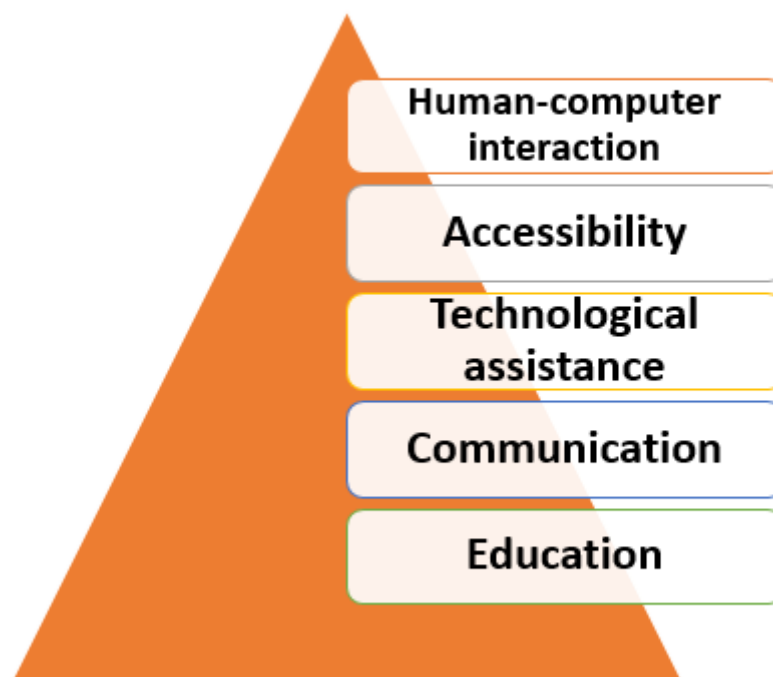 Human-computer
interaction
Accessibility
Technological
assistance
Communication
Education